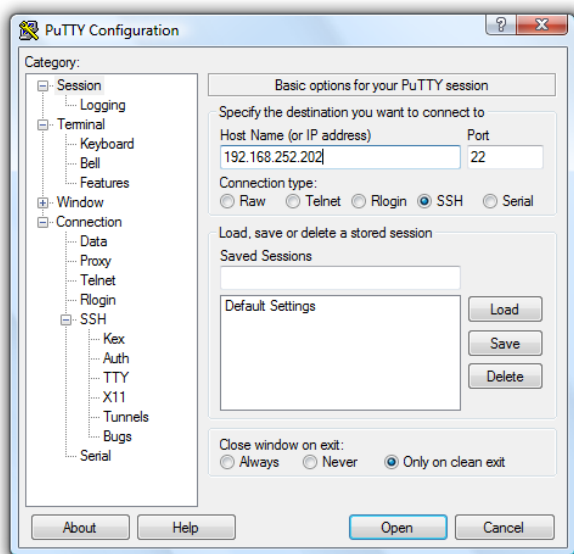 PuTTY Configuration
Category:
Session
Logging
Terminal
Keyboard
Bell
Features
Window
Connection
Data
Proxy
Telnet
Rlogin
SSH
Kex
Auth
TTY
X11
Tunnels
Bugs
Serial
Basic options for your PuTTY session
Specify the destination you want to connect to
Host Name (or IP address) Port
192.168.252.202 22
Connection type:
Raw Telnet Rlogin SSH Serial
Load, save or delete a stored session
Saved Sessions
Default Settings
Load
Save
Delete
Close window on exit:
Always Never Only on clean exit
About Help Open Cancel